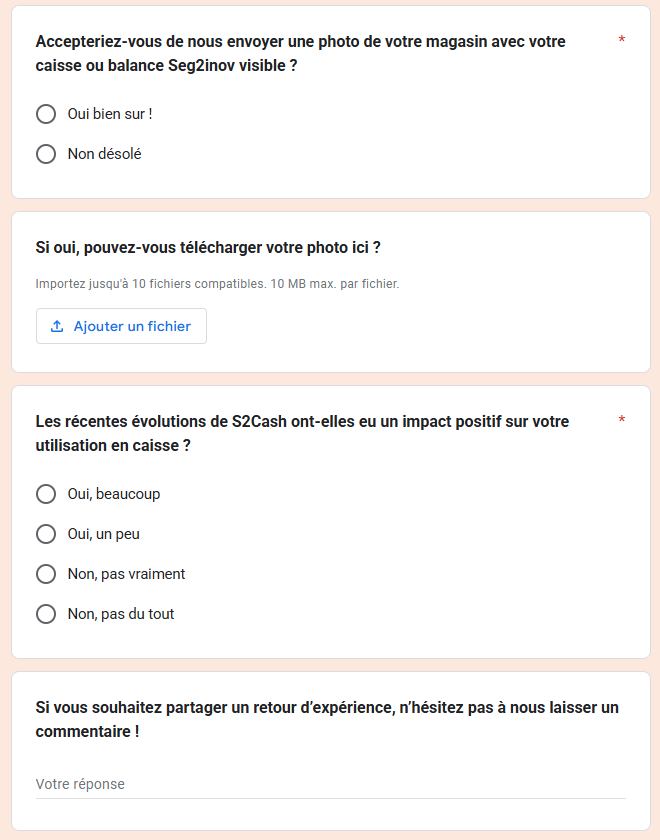 Accepteriez-vous de nous envoyer une photo de votre magasin avec votre *
caisse ou balance Seg2inov visible ?
Oui bien sur !
Non désolé
Si oui, pouvez-vous télécharger votre photo ici ?
Importez jusqu'à 10 fichiers compatibles. 10 MB max. par fichier.
Ajouter un fichier
Les récentes évolutions de S2Cash ont-elles eu un impact positif sur votre *
utilisation en caisse ?
Oui, beaucoup
Oui, un peu
Non, pas vraiment
Non, pas du tout
Si vous souhaitez partager un retour d’expérience, n’hésitez pas à nous laisser un
commentaire !
Votre réponse